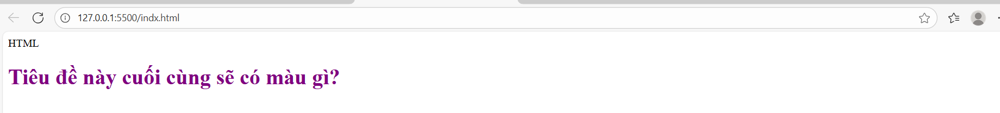 127.0.0.1:5500/indx.html
HTML
Tiêu đề này cuối cùng sẽ có màu gì?